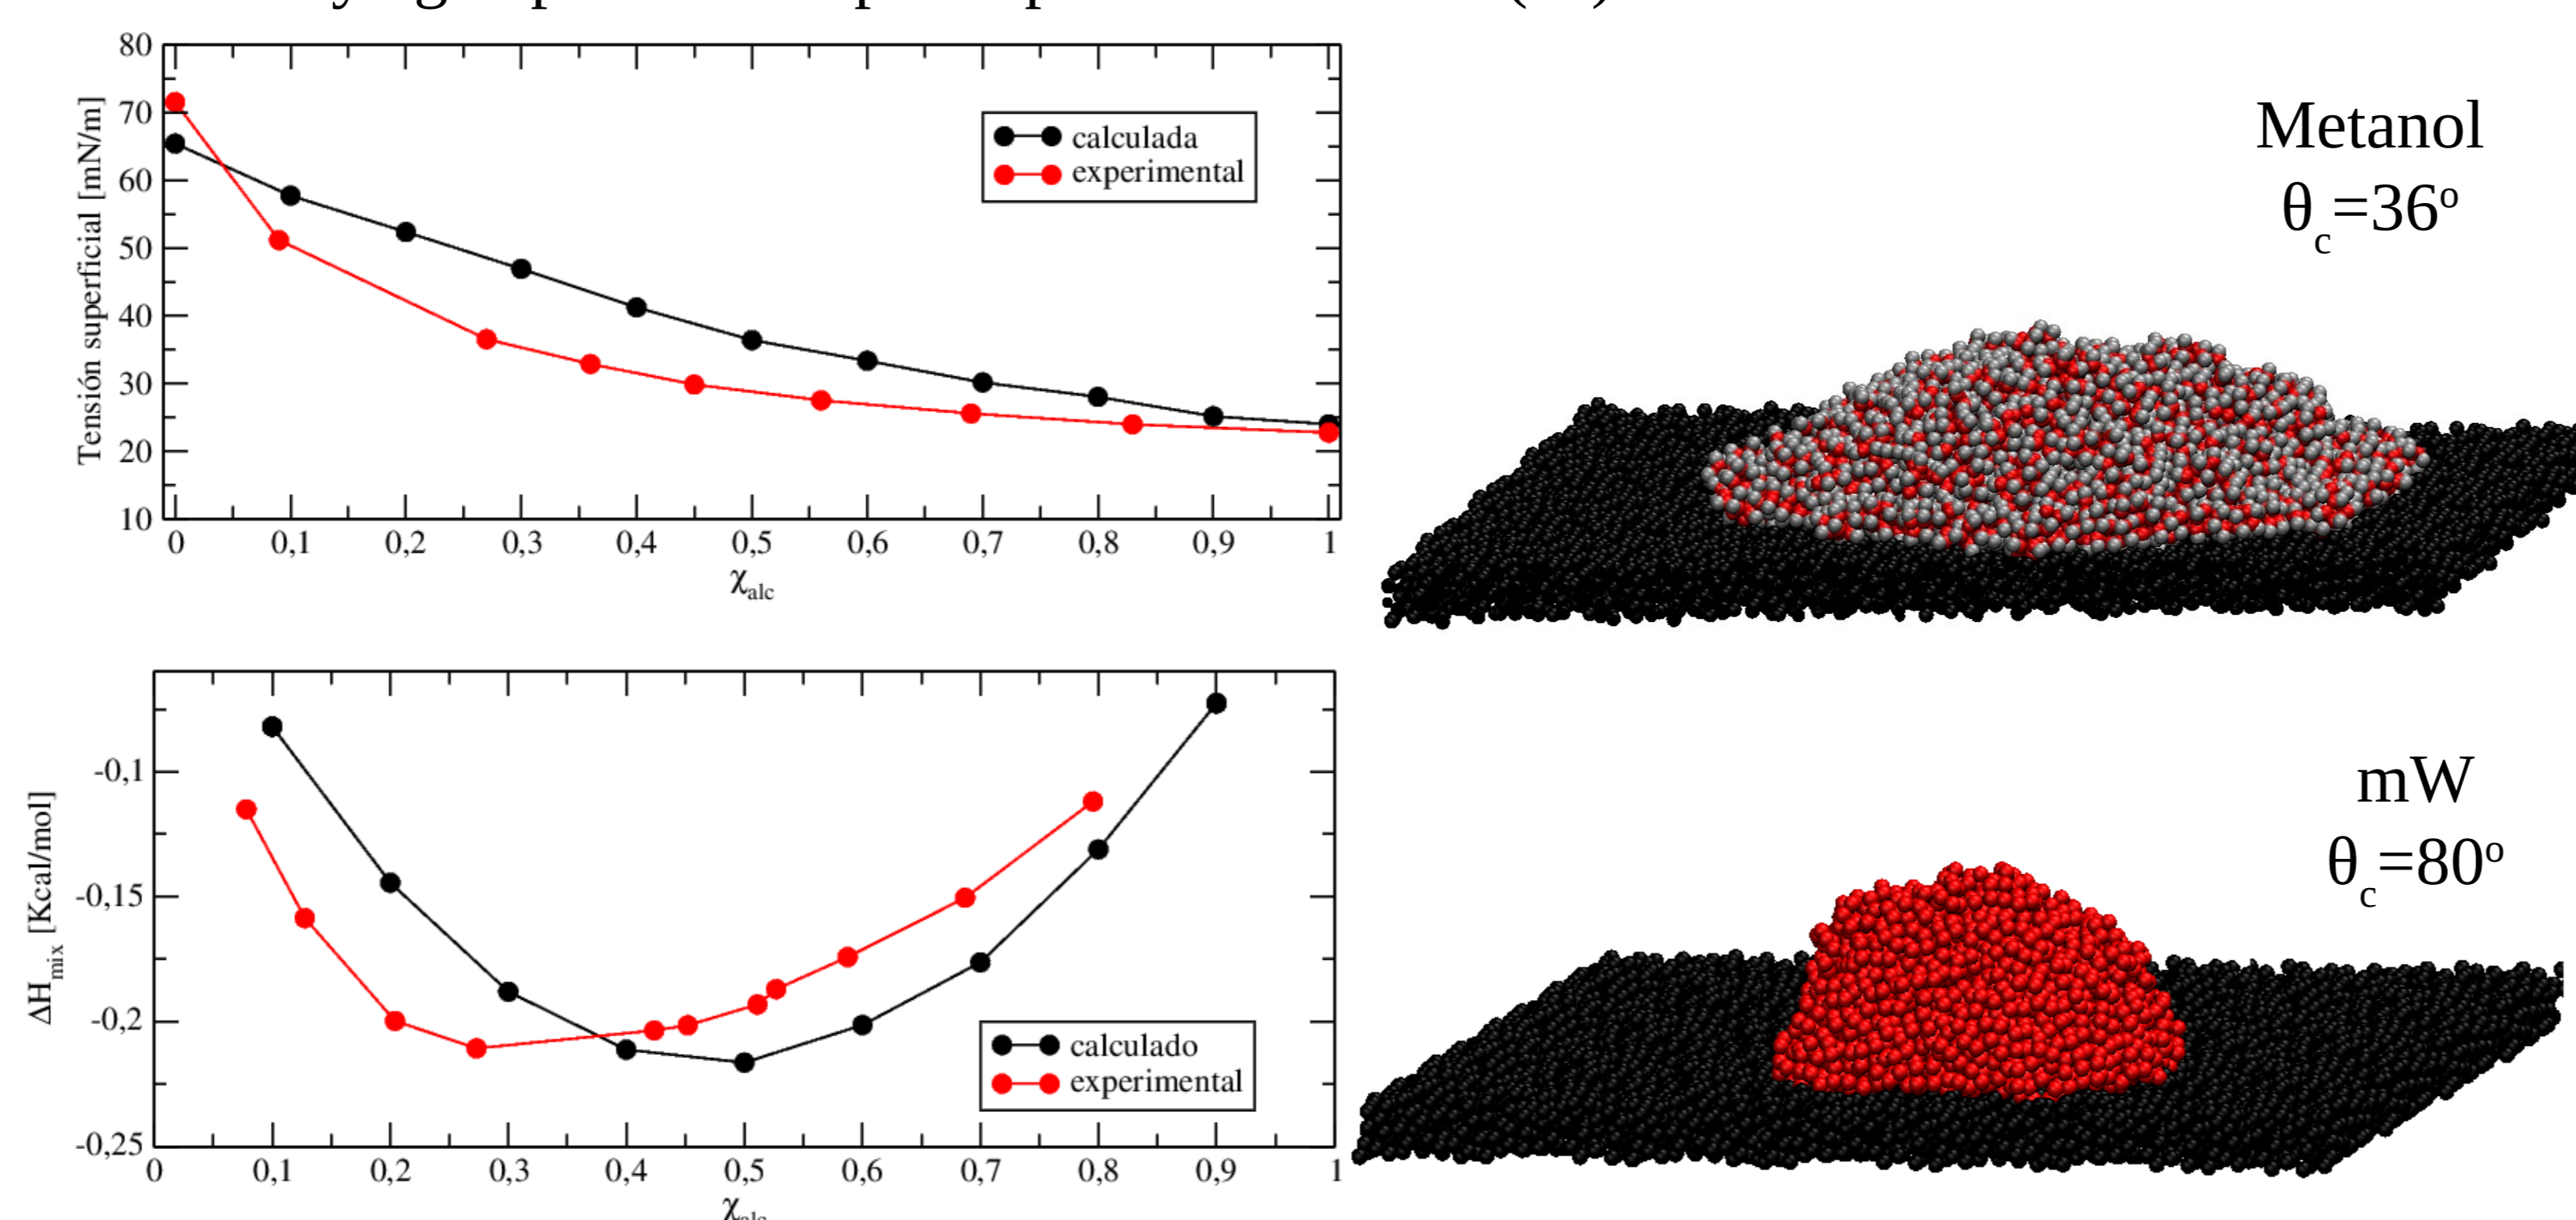 80
70
60
50
40
30
20
10
Tensión superficial [mN/m]
calculada
experimental
0 0,1 0,2 0,3 0,4 0,5 0,6 0,7 0,8 0,9 1
χalc
Metanol
θc=36º
-0,1
-0,15
-0,2
-0,25
ΔHmix [Kcal/mol]
calculado
experimental
0 0,1 0,2 0,3 0,4 0,5 0,6 0,7 0,8 0,9 1
χalc
mW
θc=80º